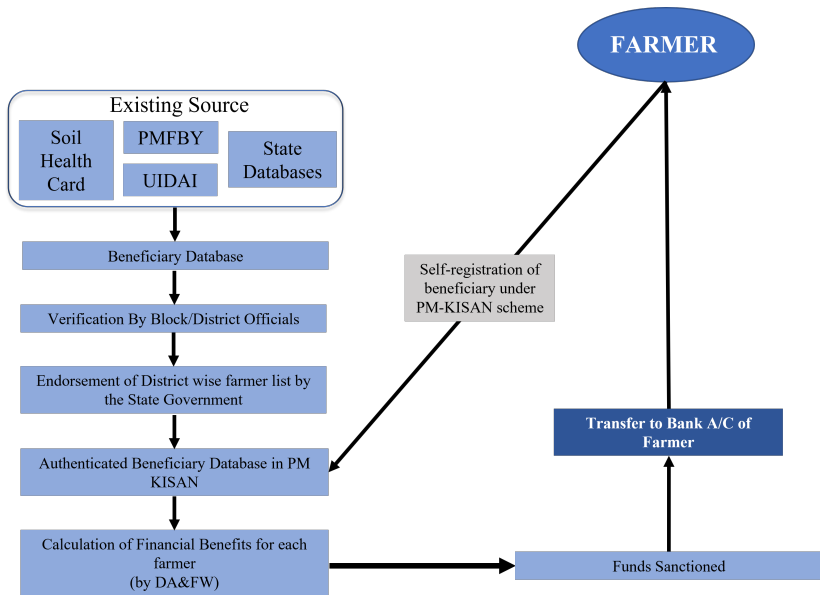 FARMER
Existing Source
Soil
Health
Card
PMFBY
UIDAI
State
Databases
Beneficiary Database
Verification By Block/District Officials
Endorsement of District wise farmer list by
the State Government
Authenticated Beneficiary Database in PM
KISAN
Calculation of Financial Benefits for each
farmer
(by DA&FW)
Self-registration of
beneficiary under
PM-KISAN scheme
Transfer to Bank A/C of
Farmer
Funds Sanctioned